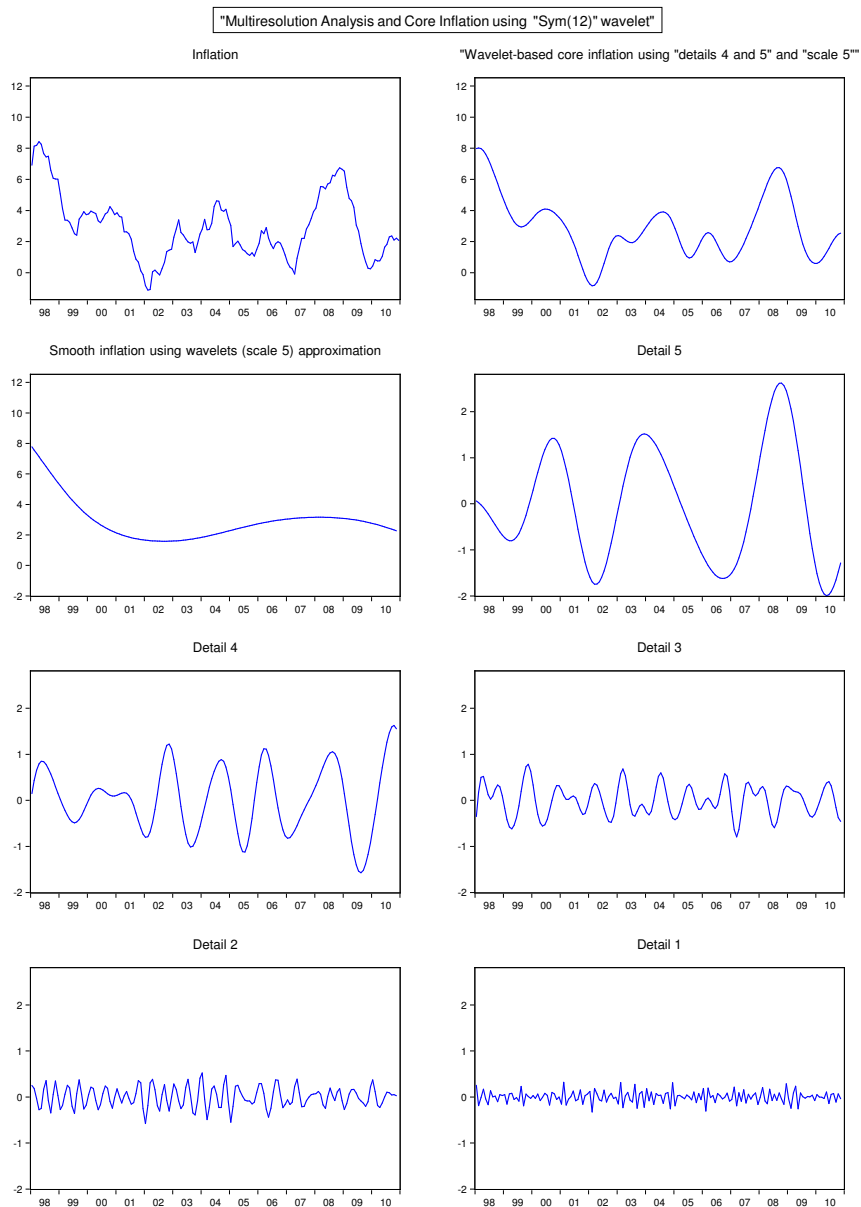 "Multiresolution Analysis and Core Inflation using "Sym(12)" wavelet"
Inflation
12
10
8
6
4
2
0
98 99 00 01 02 03 04 05 06 07 08 09 10
"Wavelet-based core inflation using "details 4 and 5" and "scale 5""
12
10
8
6
4
2
0
98 99 00 01 02 03 04 05 06 07 08 09 10
Smooth inflation using wavelets (scale 5) approximation
12
10
8
6
4
2
0
-2
98 99 00 01 02 03 04 05 06 07 08 09 10
Detail 5
2
1
0
-1
-2
98 99 00 01 02 03 04 05 06 07 08 09 10
Detail 4
2
1
0
-1
-2
98 99 00 01 02 03 04 05 06 07 08 09 10
Detail 3
2
1
0
-1
-2
98 99 00 01 02 03 04 05 06 07 08 09 10
Detail 2
2
1
0
-1
-2
98 99 00 01 02 03 04 05 06 07 08 09 10
Detail 1
2
1
0
-1
-2
98 99 00 01 02 03 04 05 06 07 08 09 10